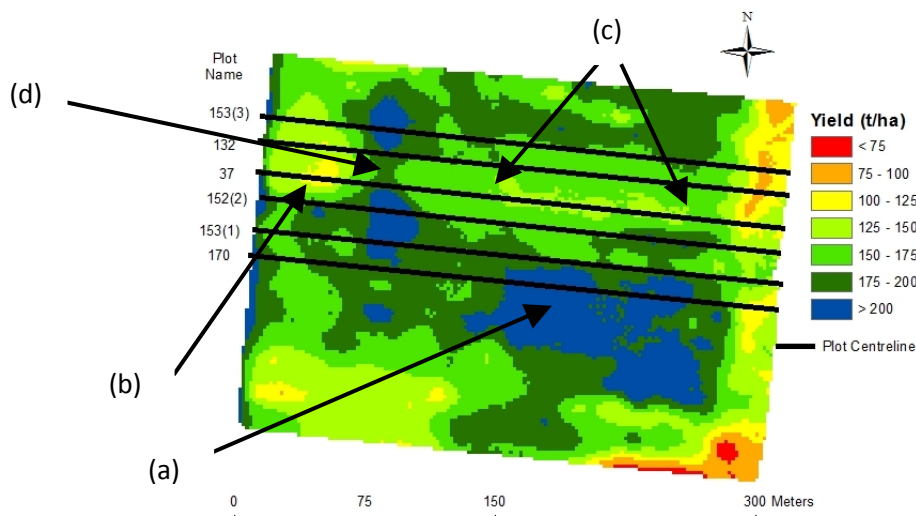 (c)
N
Plot
Name
(d)
153(3)
132
37
152(2)
153(1)
170
Yield (t/ha)
< 75
75 - 100
100 - 125
125 - 150
150 - 175
175 - 200
> 200
Plot Centreline
(b)
(a)
0 75 150 300 Meters